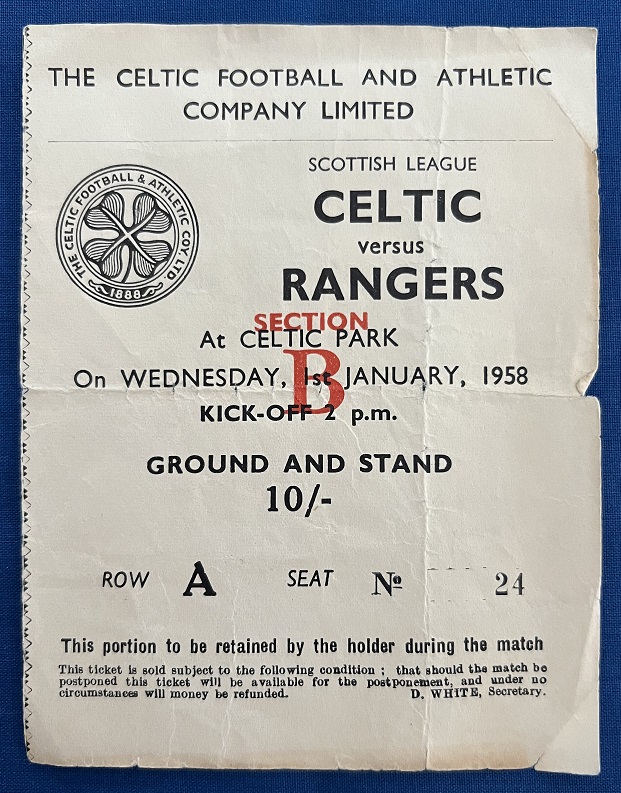 THE CELTIC FOOTBALL AND ATHLETIC
COMPANY LIMITED
THE CELTIC FOOTBALL & ATHLETIC COY LTD
1888
SCOTTISH LEAGUE
CELTIC
versus
RANGERS
SECTION
B
At CELTIC PARK
On WEDNESDAY, 1st JANUARY, 1958
KICK-OFF 2 p.m.
GROUND AND STAND
10/-
ROW A SEAT Nº 24
This portion to be retained by the holder during the match
This ticket is sold subject to the following condition ; that should the match be
postponed this ticket will be available for the postponement, and under no
circumstances will money be refunded. D. WHITE, Secretary.